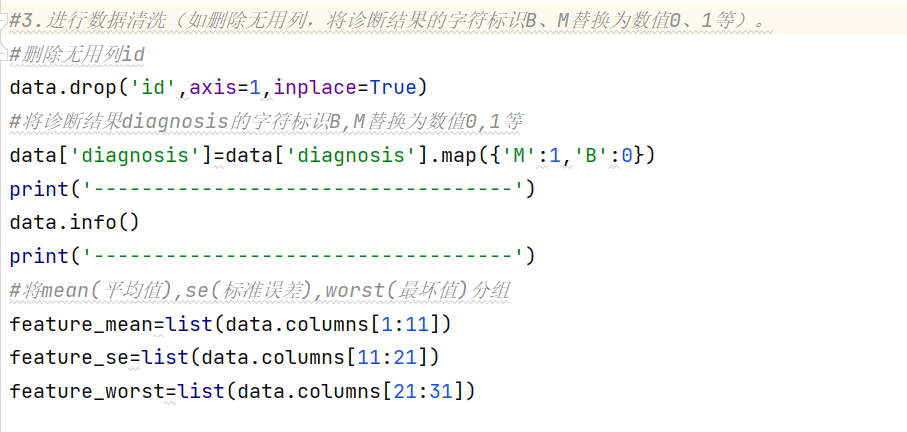 #3.进行数据清洗（如删除无用列，将诊断结果的字符标识B、M替换为数值0、1等）。
#删除无用列id
data.drop('id',axis=1,inplace=True)
#将诊断结果diagnosis的字符标识B,M替换为数值0,1等
data['diagnosis']=data['diagnosis'].map({'M':1,'B':0})
print('-----------------------------------')
data.info()
print('-----------------------------------')
#将mean(平均值),se(标准误差),worst(最坏值)分组
feature_mean=list(data.columns[1:11])
feature_se=list(data.columns[11:21])
feature_worst=list(data.columns[21:31])